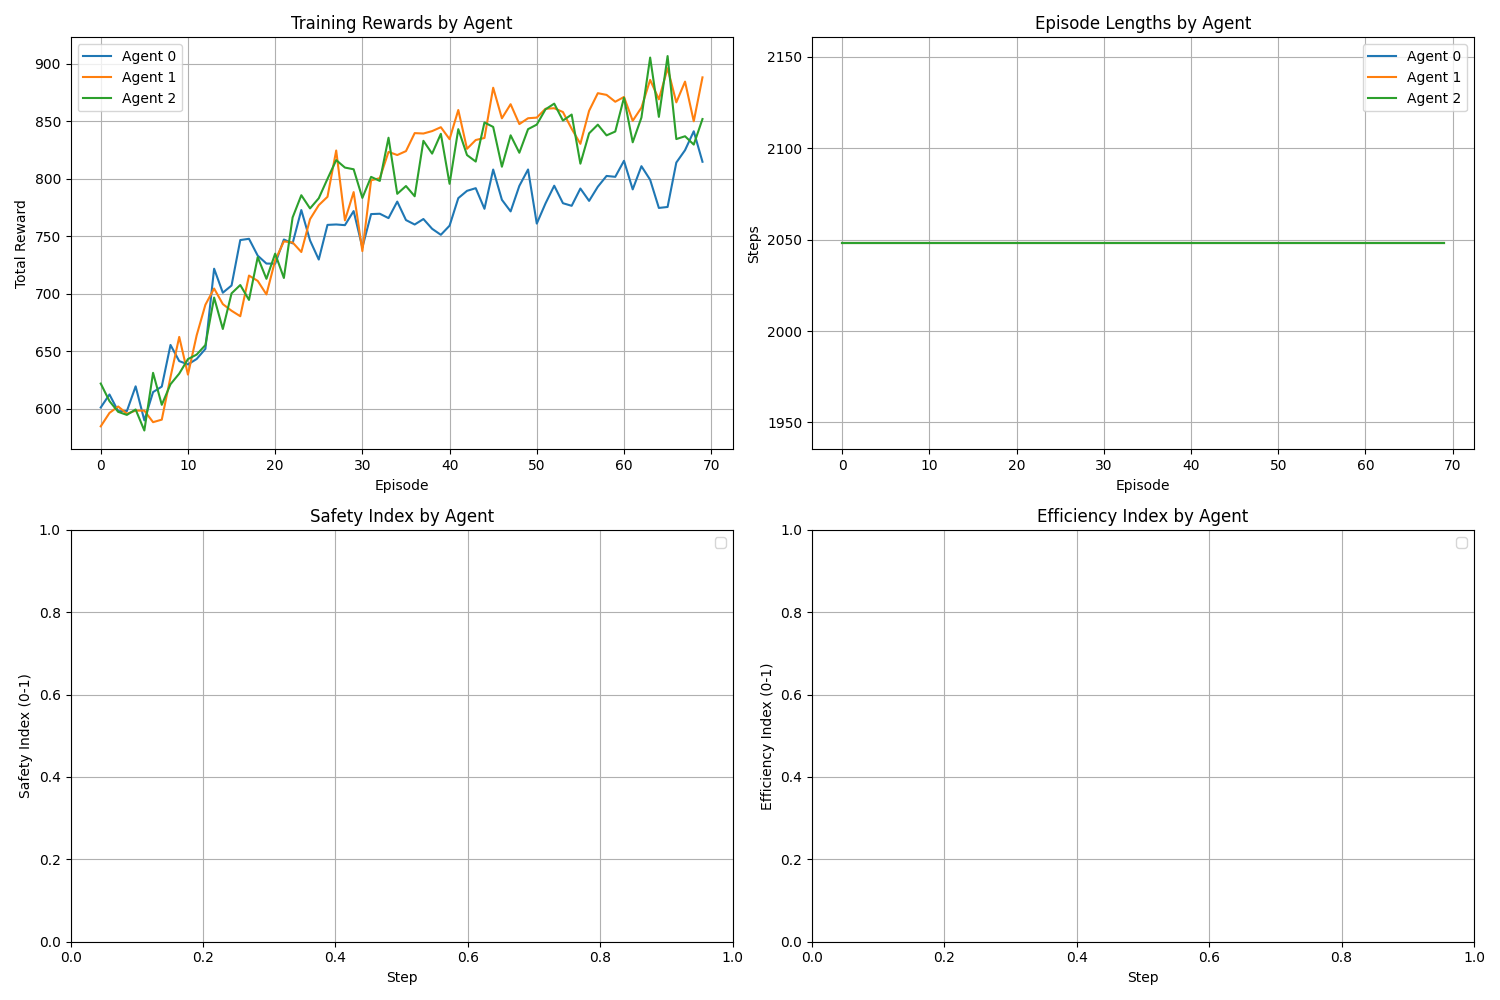 Training Rewards by Agent
Agent 0
Agent 1
Agent 2
900
850
800
750
700
650
600
Total Reward
0 10 20 30 40 50 60 70
Episode
Episode Lengths by Agent
Agent 0
Agent 1
Agent 2
2150
2100
2050
2000
1950
Steps
0 10 20 30 40 50 60 70
Episode
Safety Index by Agent
1.0
0.8
0.6
0.4
0.2
0.0
Safety Index (0-1)
0.0 0.2 0.4 0.6 0.8 1.0
Step
Efficiency Index by Agent
1.0
0.8
0.6
0.4
0.2
0.0
Efficiency Index (0-1)
0.0 0.2 0.4 0.6 0.8 1.0
Step